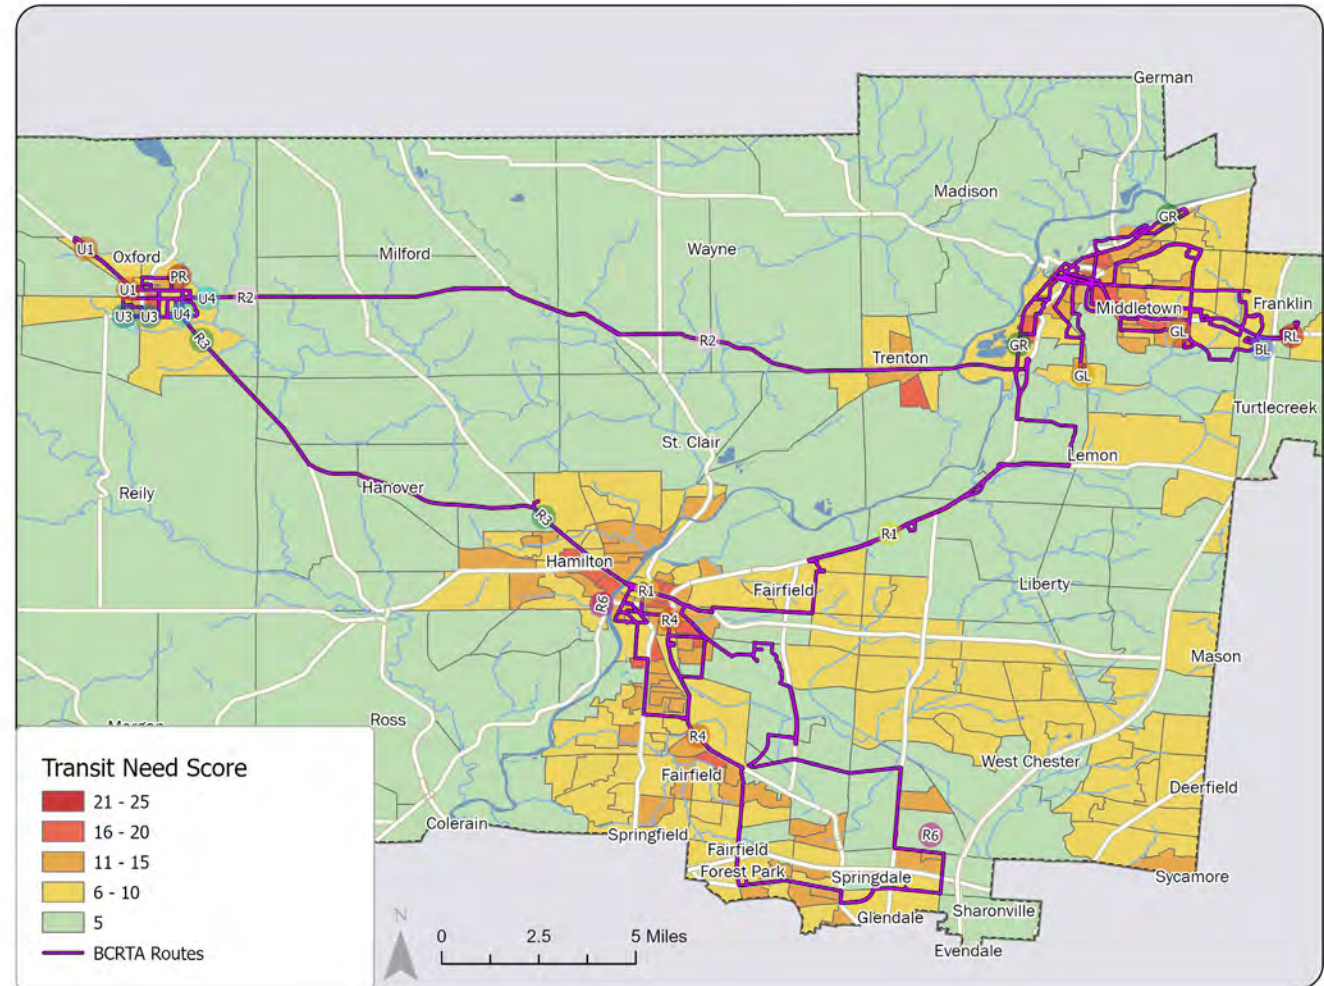 German
Madison
GR
U1
Oxford
Milford
Wayne
PR
U1
U4
R2
Middletown
Franklin
U3
U3
U4
GL
RL
R3
R2
GR
BL
Trenton
GL
Turtlecreek
St. Clair
Lemon
Reily
Hanover
R3
R1
Hamilton
Liberty
R1
Fairfield
R6
R4
Mason
Ross
R4
West Chester
Fairfield
Deerfield
Colerain
Springfield
R6
Fairfield
Forest Park
Springdale
Sycamore
Glendale
Sharonville
Evendale
Transit Need Score
21 - 25
16 - 20
11 - 15
6 - 10
5
BCRTA Routes
N
0 2.5 5 Miles